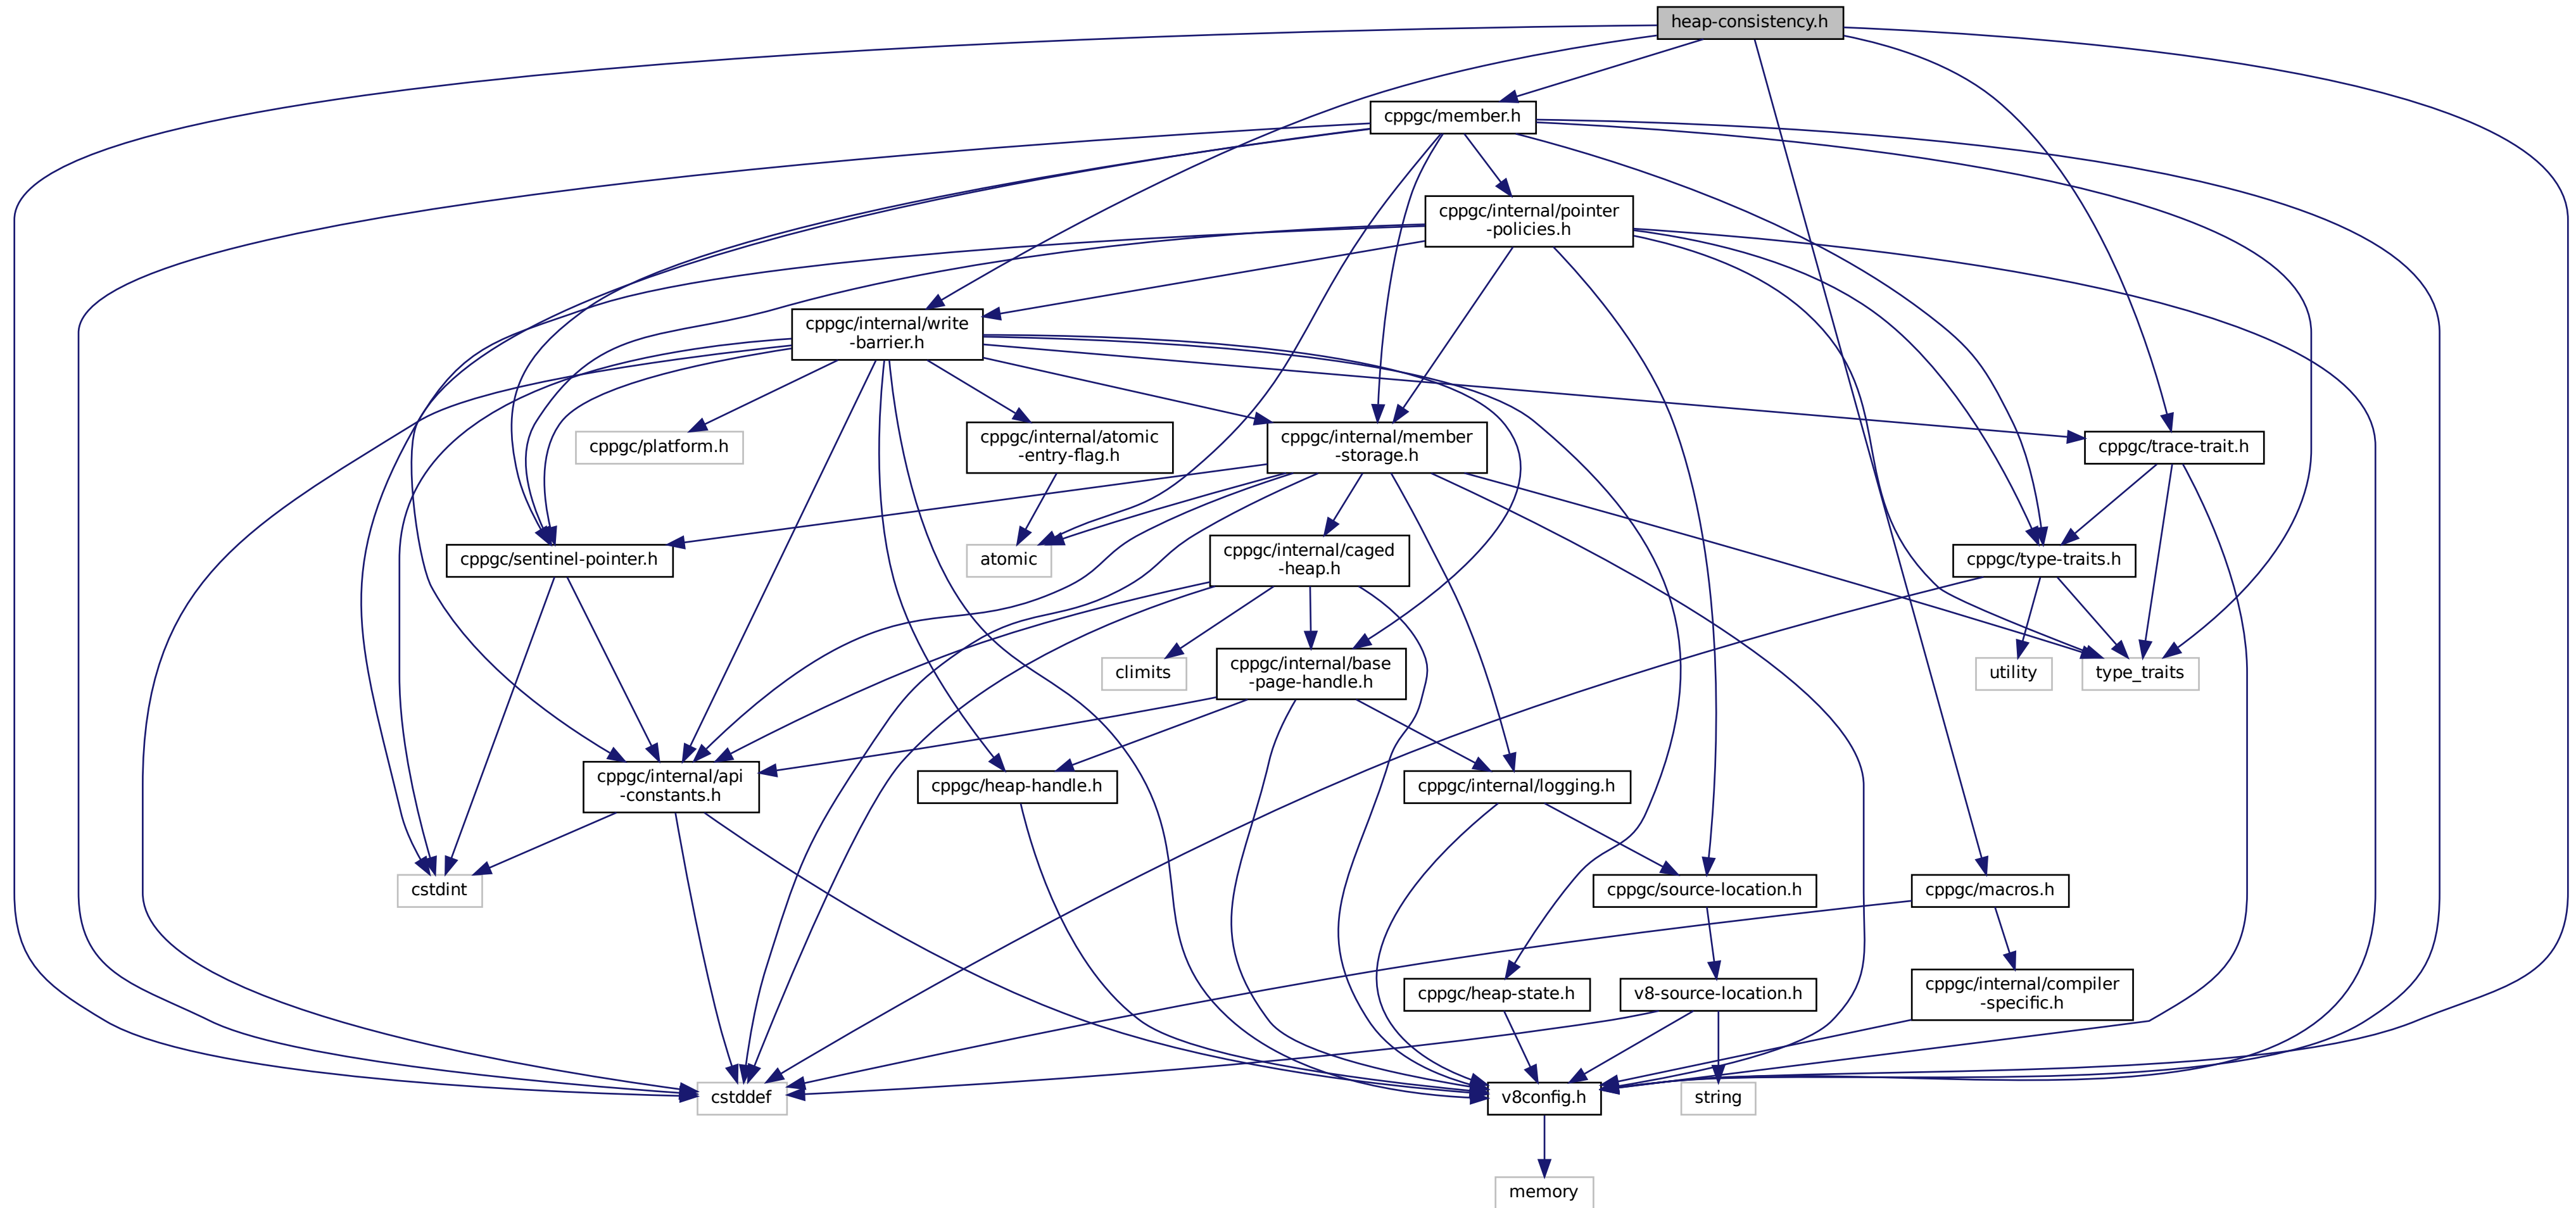 heap-consistency.h
cppgc/member.h
cppgc/internal/pointer
-policies.h
cppgc/internal/write
-barrier.h
cppgc/platform.h
cppgc/internal/atomic
-entry-flag.h
cppgc/internal/member
-storage.h
cppgc/trace-trait.h
cppgc/sentinel-pointer.h
atomic
cppgc/internal/caged
-heap.h
cppgc/type-traits.h
climits
cppgc/internal/base
-page-handle.h
utility
type_traits
cppgc/internal/api
-constants.h
cppgc/heap-handle.h
cppgc/internal/logging.h
cstdint
cppgc/source-location.h
cppgc/macros.h
cppgc/heap-state.h
v8-source-location.h
cppgc/internal/compiler
-specific.h
cstddef
v8config.h
string
memory